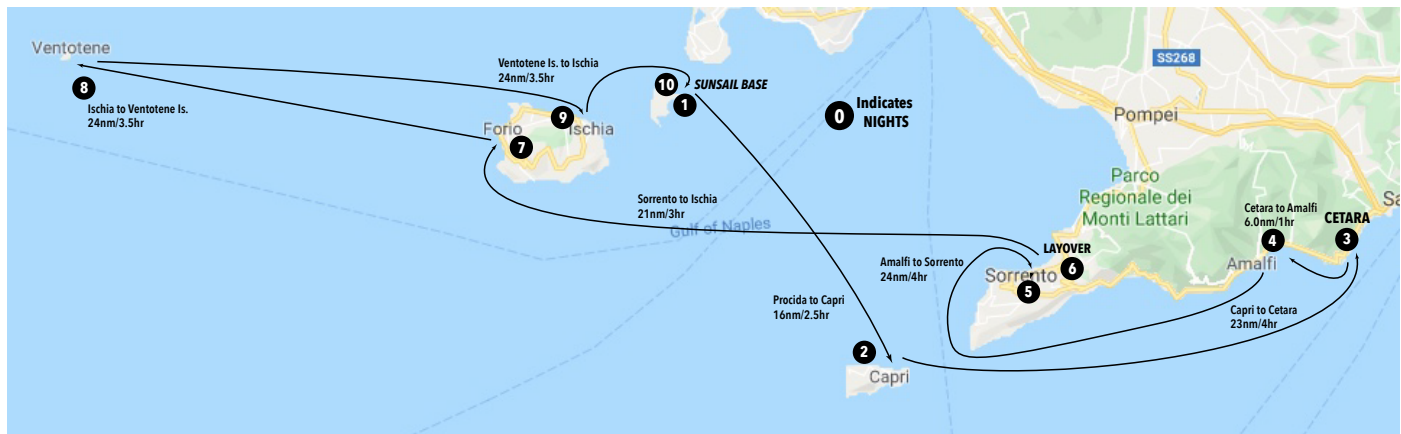 Ventotene
8
Ischia to Ventotene Is.
24nm/3.5hr
Ventotene Is. to Ischia
24nm/3.5hr
10
SUNSAIL BASE
1
9
Forio
Ischia
7
0
Indicates
NIGHTS
SS268
Pompei
Parco
Regionale dei
Monti Lattari
Sorrento to Ischia
21nm/3hr
Gulf of Naples
Cetara to Amalfi
6.0nm/1hr
CETARA
Sa
4
3
Amalfi
LAYOVER
6
Amalfi to Sorrento
24nm/4hr
Sorrento
5
Procida to Capri
16nm/2.5hr
Capri to Cetara
23nm/4hr
2
Capri